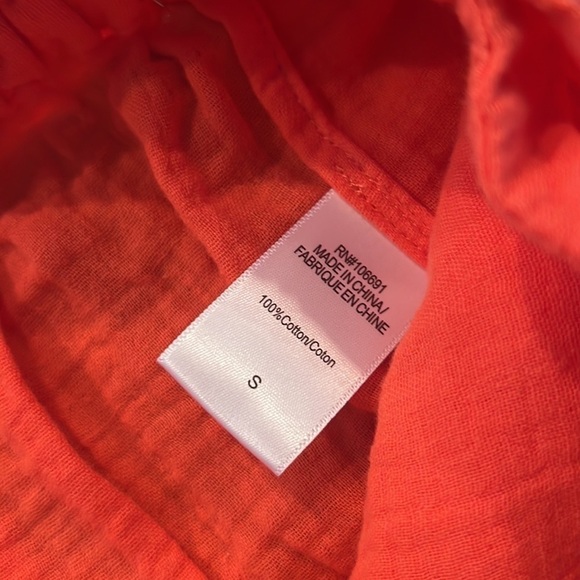 RN#106691
MADE IN CHINA/
FABRIQUE EN CHINE
100%Cotton/Coton
S